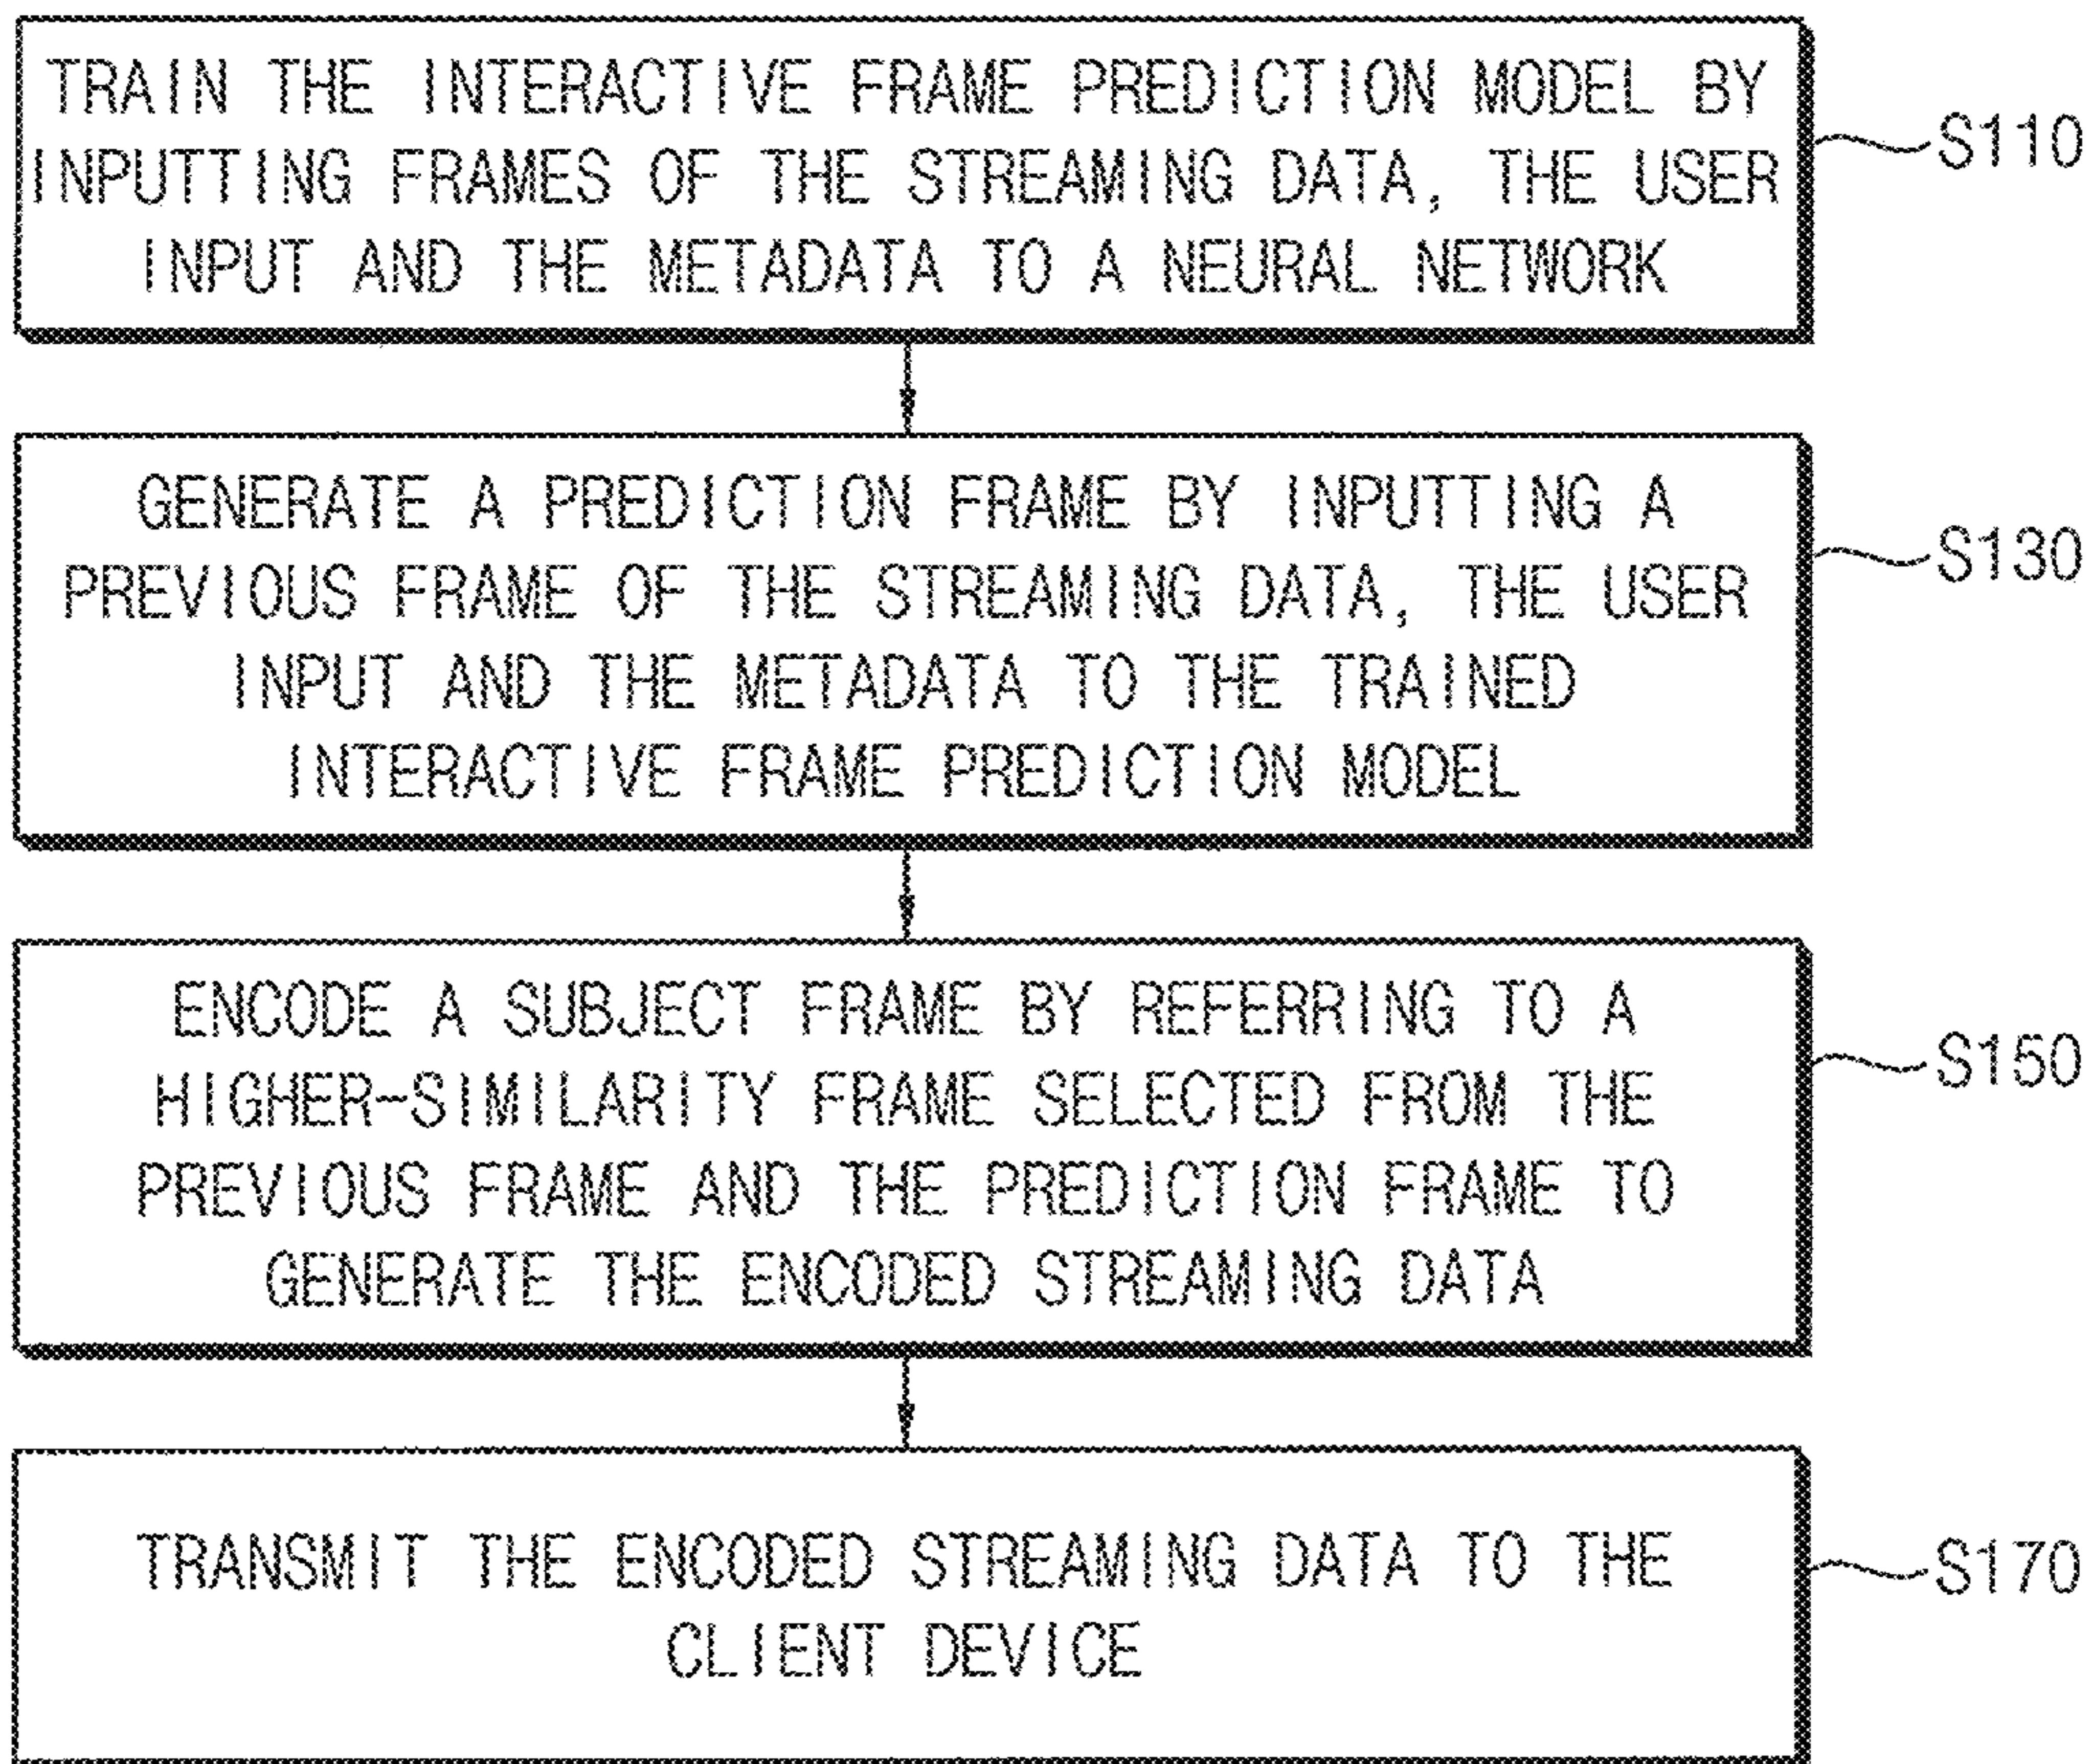 TRAIN THE INTERACTIVE FRAME PREDICTION MODEL BY
INPUTTING FRAMES OF THE STREAMING DATA, THE USER
INPUT AND THE METADATA TO A NEURAL NETWORK
S110
GENERATE A PREDICTION FRAME BY INPUTTING A
PREVIOUS FRAME OF THE STREAMING DATA, THE USER
INPUT AND THE METADATA TO THE TRAINED
INTERACTIVE FRAME PREDICTION MODEL
S130
ENCODE A SUBJECT FRAME BY REFERRING TO A
HIGHER-SIMILARITY FRAME SELECTED FROM THE
PREVIOUS FRAME AND THE PREDICTION FRAME TO
GENERATE THE ENCODED STREAMING DATA
S150
TRANSMIT THE ENCODED STREAMING DATA TO THE
CLIENT DEVICE
S170